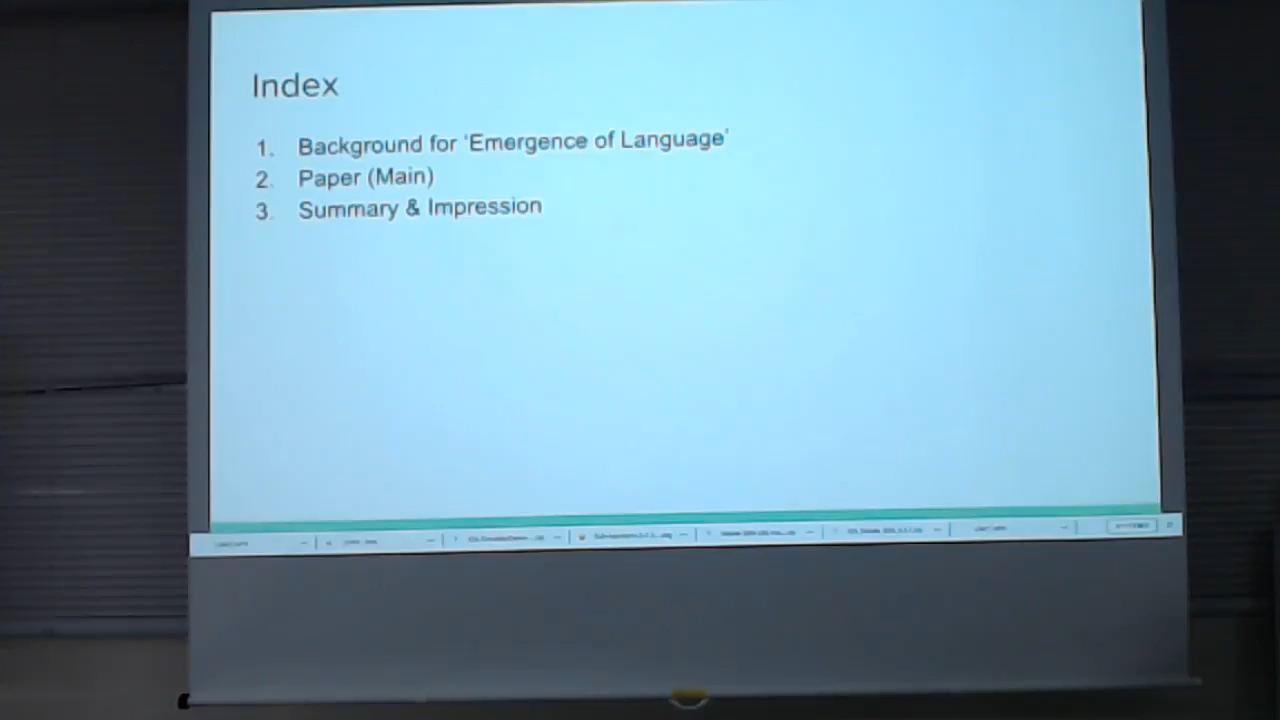 Index
1. Background for 'Emergence of Language'
2. Paper (Main)
3. Summary & Impression